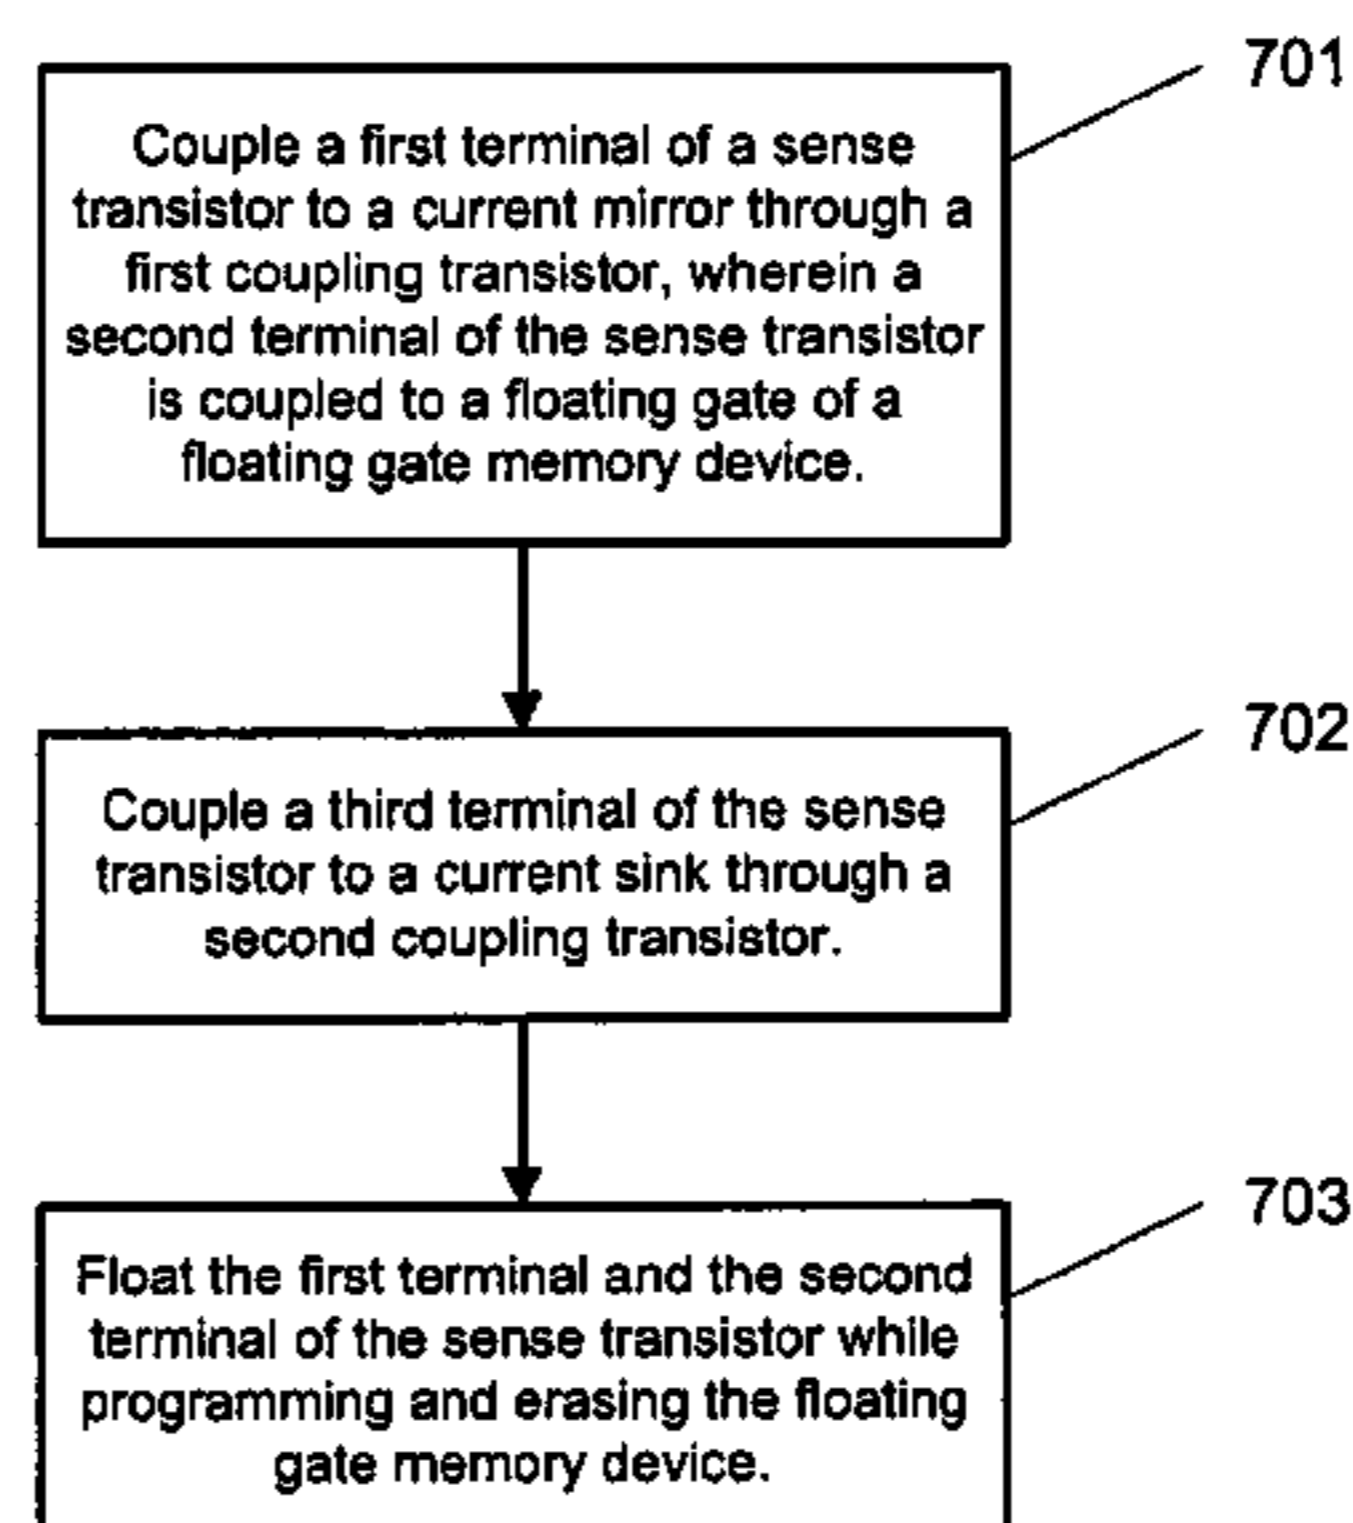 701
Couple a first terminal of a sense
transistor to a current mirror through a
first coupling transistor, wherein a
second terminal of the sense transistor
is coupled to a floating gate of a
floating gate memory device.
702
Couple a third terminal of the sense
transistor to a current sink through a
second coupling transistor.
703
Float the first terminal and the second
terminal of the sense transistor while
programming and erasing the floating
gate memory device.